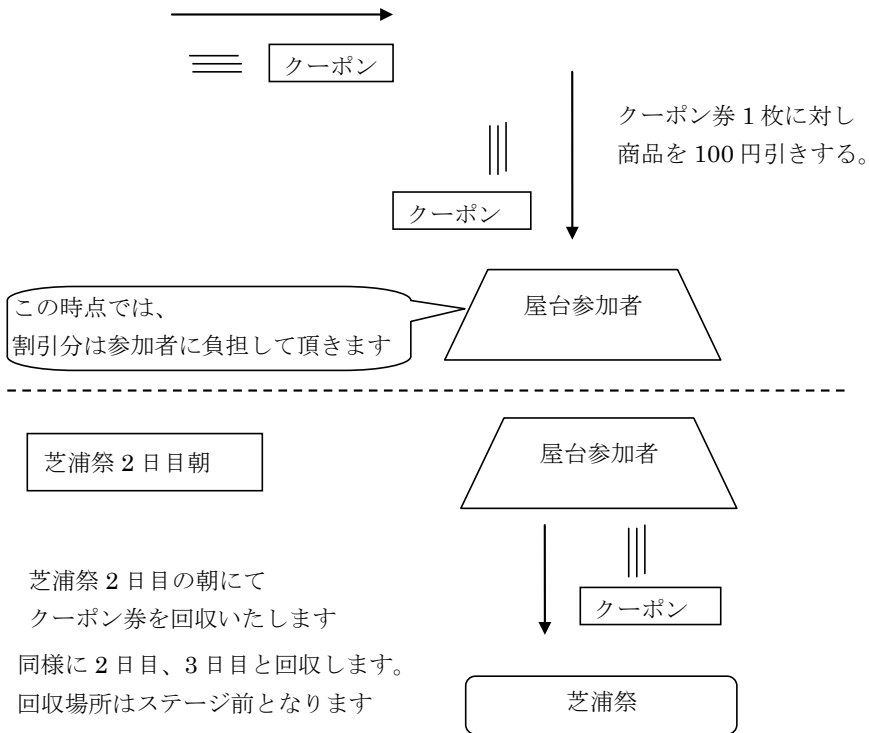 クーポン
クーポン券 1 枚に対し
商品を 100 円引きする。
クーポン
屋台参加者
この時点では、
割引分は参加者に負担して頂きます
屋台参加者
芝浦祭 2 日目朝
芝浦祭 2 日目の朝にて
クーポン券を回収いたします
クーポン
同様に 2 日目、3 日目と回収します。
回収場所はステージ前となります
芝浦祭